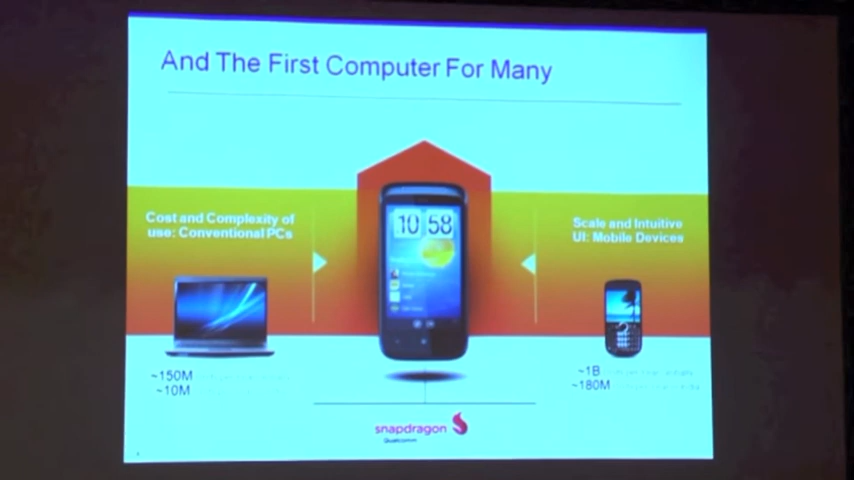 And The First Computer For Many
Cost and Complexity of
use: Conventional PCs
Scale and Intuitive
UI: Mobile Devices
10 58
~150M
~10M
~1B
~180M
snapdragon
Qualcomm